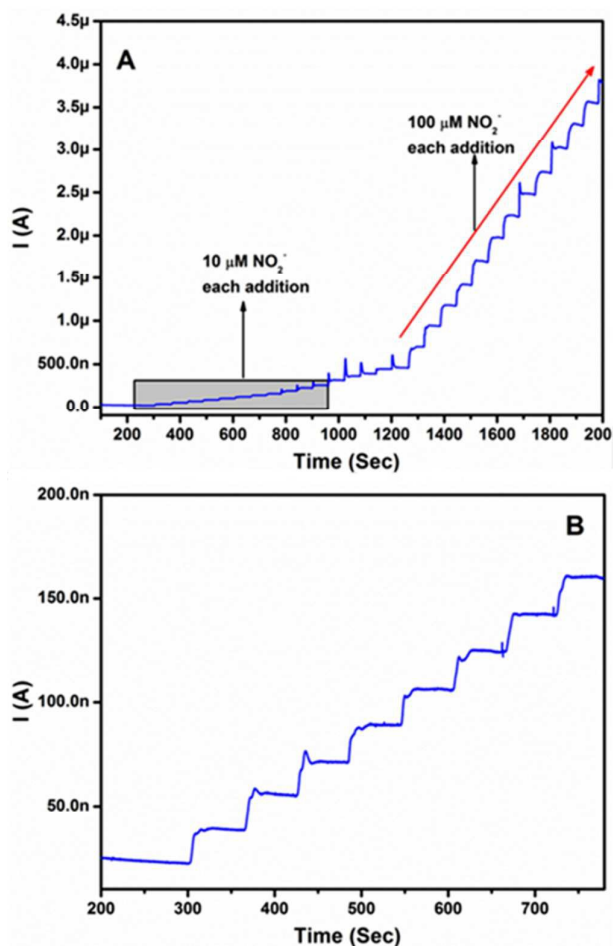 4.5µ
A
4.0µ
3.5µ
100 µM NO₂⁻
each addition
3.0µ
2.5µ
I (A)
2.0µ
10 µM NO₂⁻
each addition
1.5µ
1.0µ
500.0n
0.0
200 400 600 800 1000 1200 1400 1600 1800 200
Time (Sec)
200.0n
B
150.0n
I (A)
100.0n
50.0n
200 300 400 500 600 700
Time (Sec)